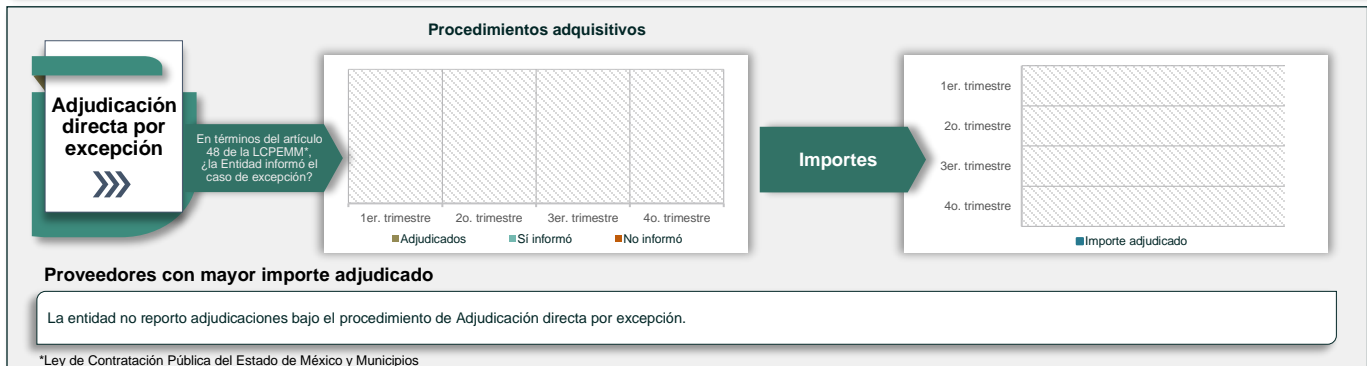 Procedimientos adquisitivos
Adjudicación
directa por
excepción
En términos del artículo
48 de la LCPEMM*,
¿la Entidad informó el
caso de excepción?
1er. trimestre 2o. trimestre 3er. trimestre 4o. trimestre
Adjudicados Sí informó No informó
Importes
1er. trimestre
2o. trimestre
3er. trimestre
4o. trimestre
Importe adjudicado
Proveedores con mayor importe adjudicado
La entidad no reporto adjudicaciones bajo el procedimiento de Adjudicación directa por excepción.
*Ley de Contratación Pública del Estado de México y Municipios